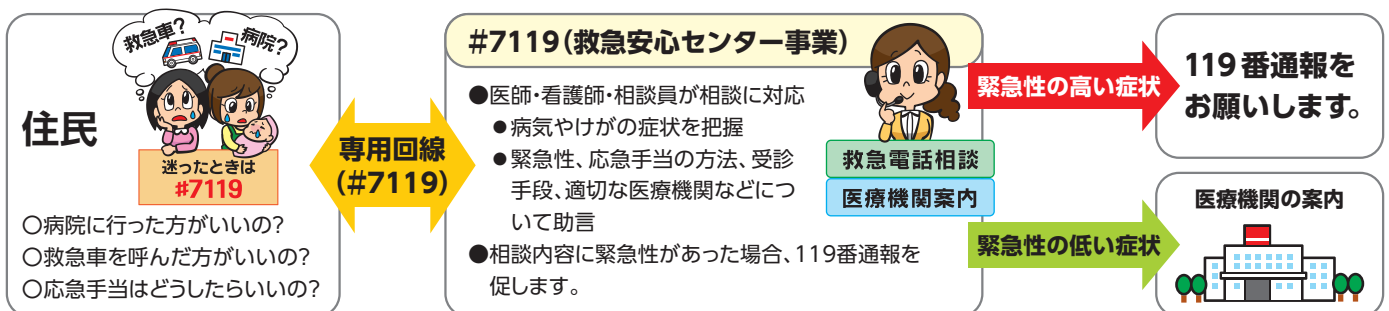 救急車?
病院?
住民
迷ったときは
#7119
○病院に行った方がいいの?
○救急車を呼んだ方がいいの?
○応急手当はどうしたらいいの?
専用回線
(#7119)
#7119(救急安心センター事業)
●医師・看護師・相談員が相談に対応
●病気やけがの症状を把握
●緊急性、応急手当の方法、受診
手段、適切な医療機関などにつ
いて助言
●相談内容に緊急性があった場合、119番通報を
促します。
救急電話相談
医療機関案内
緊急性の高い症状
119番通報を
お願いします。
緊急性の低い症状
医療機関の案内